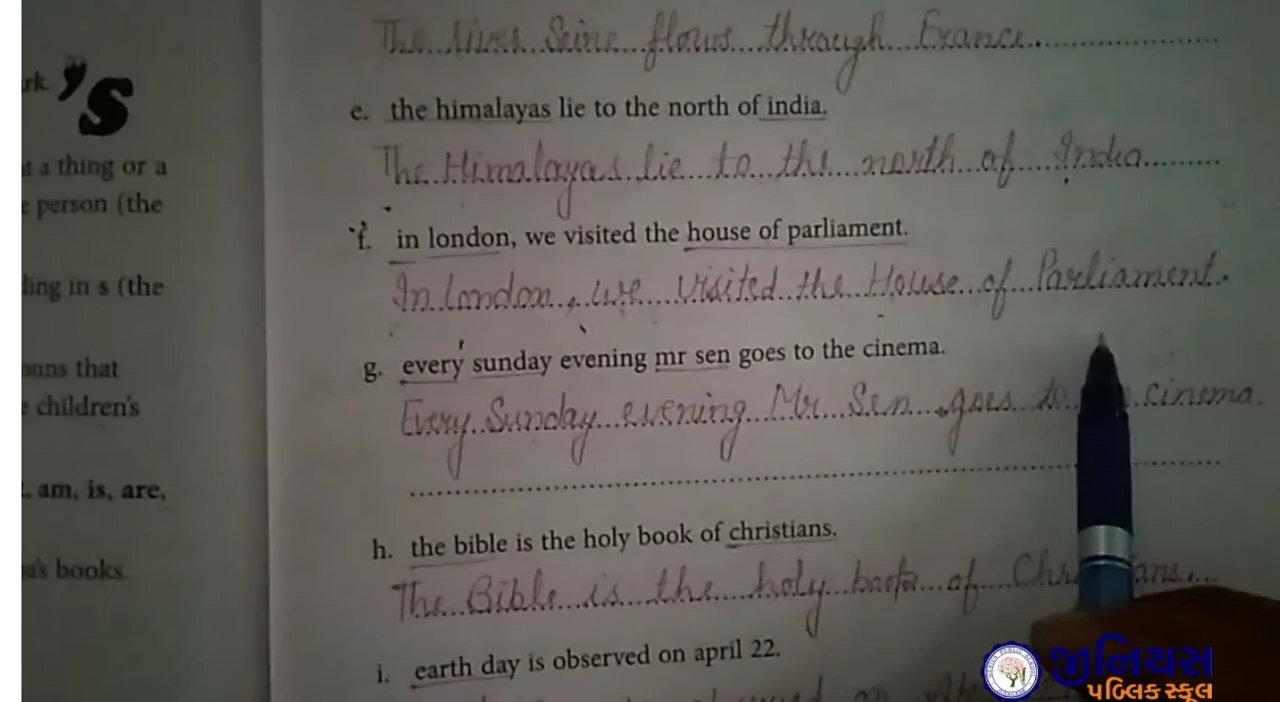 The river Seine flows through France.
rk 's
e. the himalayas lie to the north of india.
t a thing or a
The Himalayas lie to the north of India
e person (the
f. in london, we visited the house of parliament.
ling in s (the
In london, we visited the House of Parliament.
g. every sunday evening mr sen goes to the cinema.
ouns that
e children's
Every Sunday evening Mr. Sen goes to cinema.
. am, is, are,
h. the bible is the holy book of christians.
a's books.
The Bible is the holy book of
i. earth day is observed on april 22.
જીનિયસ
પબ્લિક સ્કૂલ